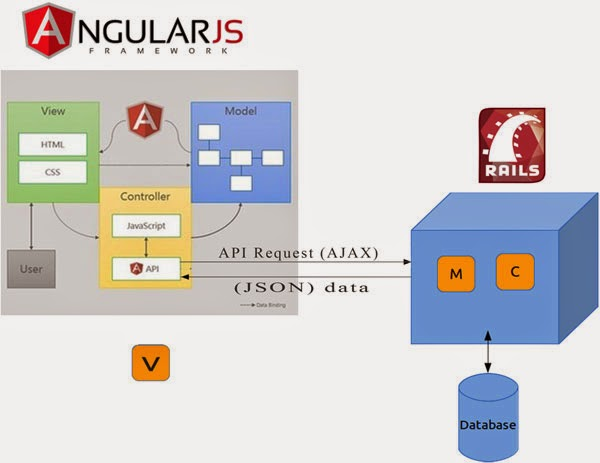 ANGULARJS
FRAMEWORK
View
Model
HTML
CSS
Controller
JavaScript
API
User
Data Binding
API Request (AJAX)
(JSON) data
V
RAILS
M
C
Database